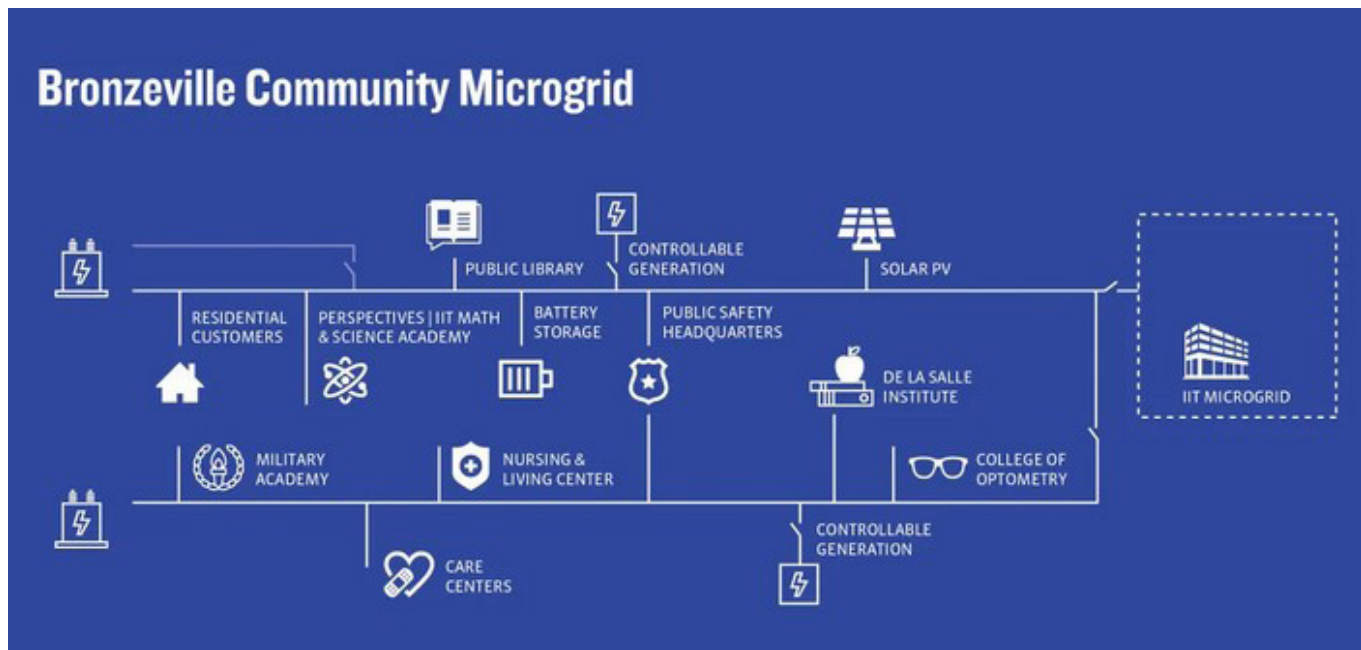 Bronzeville Community Microgrid
PUBLIC LIBRARY
CONTROLLABLE
GENERATION
SOLAR PV
RESIDENTIAL
CUSTOMERS
PERSPECTIVES | IIT MATH
& SCIENCE ACADEMY
BATTERY
STORAGE
PUBLIC SAFETY
HEADQUARTERS
DE LA SALLE
INSTITUTE
IIT MICROGRID
MILITARY
ACADEMY
NURSING &
LIVING CENTER
COLLEGE OF
OPTOMETRY
CONTROLLABLE
GENERATION
CARE
CENTERS